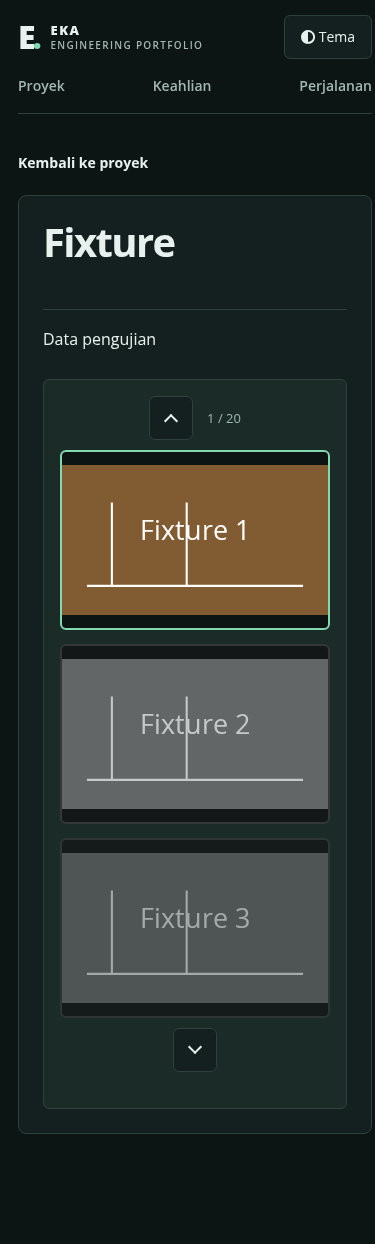 E.
EKA
ENGINEERING PORTFOLIO
Tema
Proyek
Keahlian
Perjalanan
Kembali ke proyek
Fixture
Data pengujian
1 / 20
Fixture 1
Fixture 2
Fixture 3